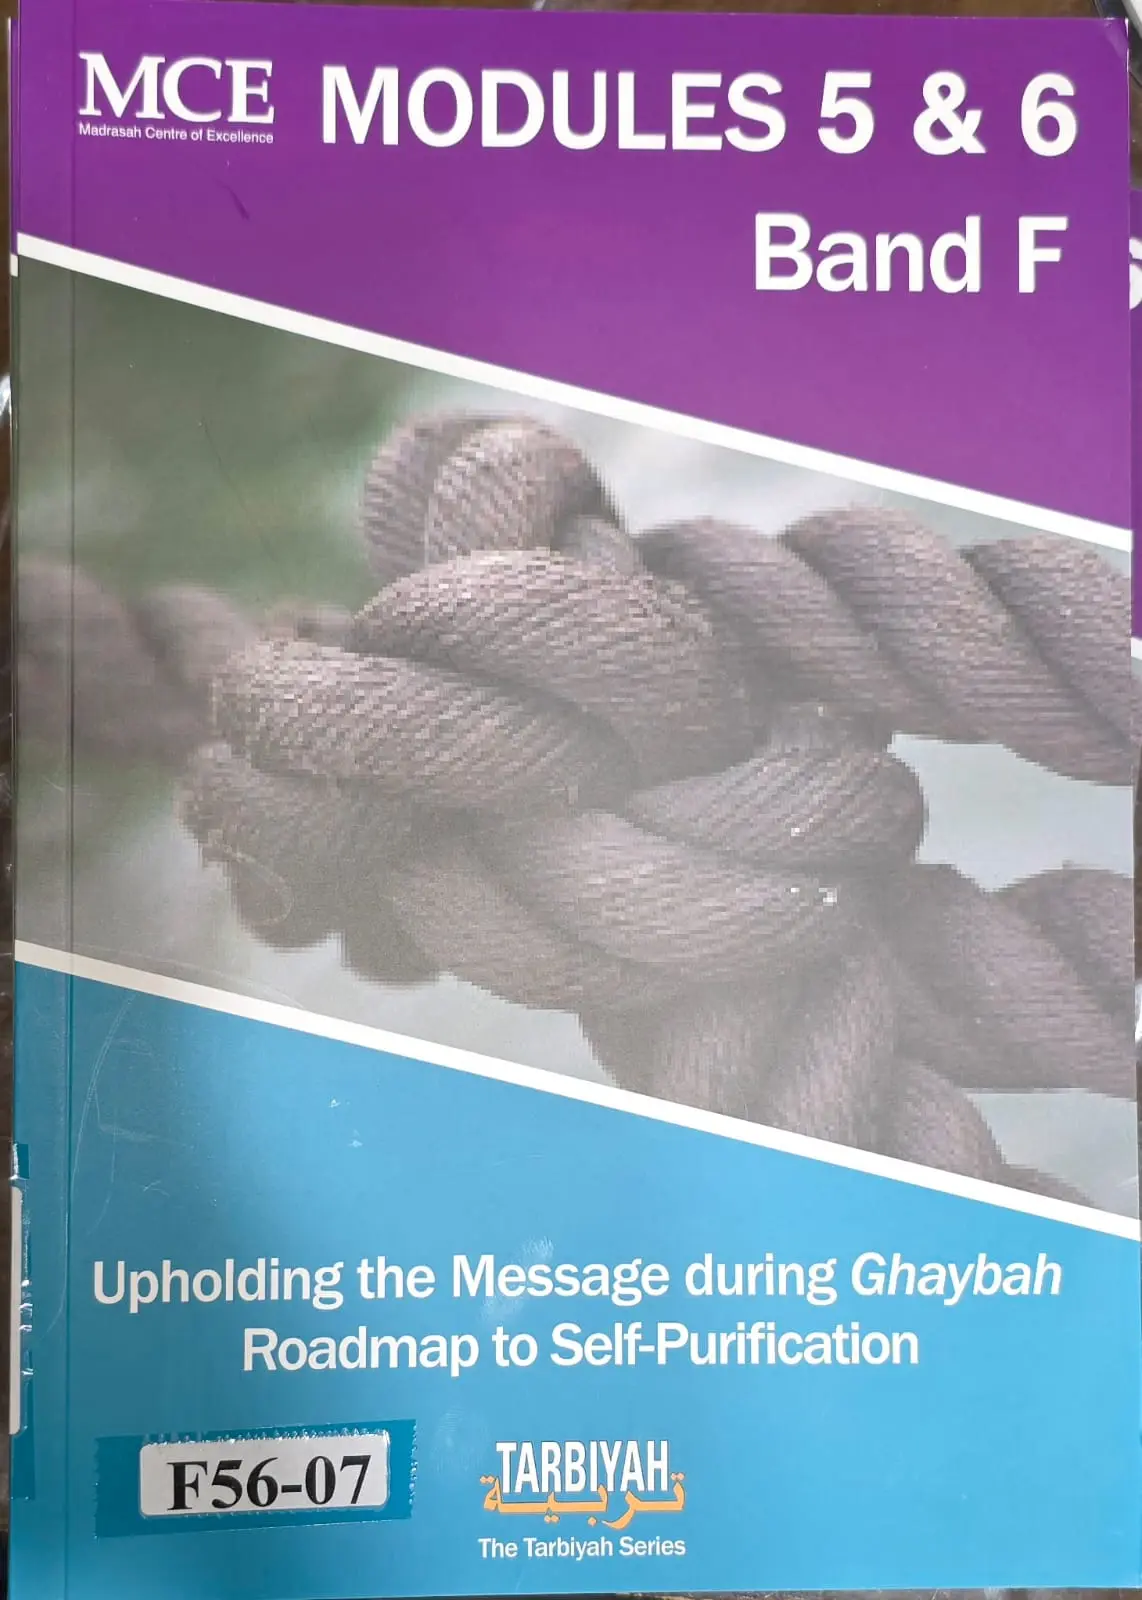 MCE
Madrasah Centre of Excellence
MODULES 5 & 6
Band F
Upholding the Message during Ghaybah
Roadmap to Self-Purification
F56-07
TARBIYAH
تربية
The Tarbiyah Series